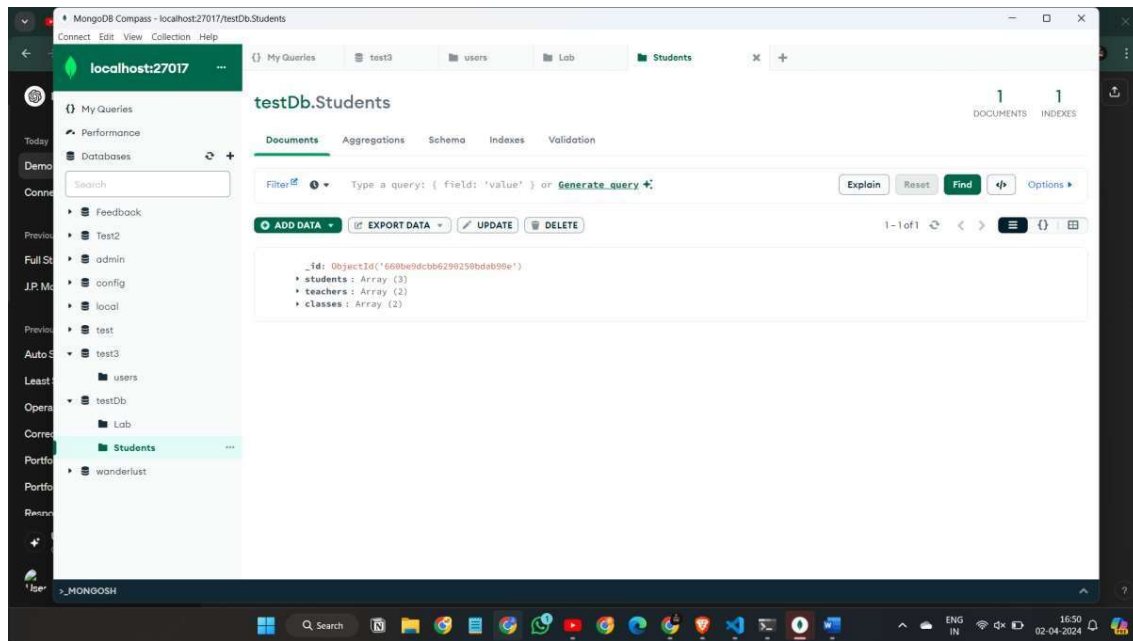 MongoDB Compass - localhost:27017/testDb.Students
Connect Edit View Collection Help
localhost:27017
{} My Queries
Performance
Databases
Search
Feedback
Test2
admin
config
local
test
test3
users
testDb
Lab
Students
wanderlust
{} My Queries test3 users Lab Students
testDb.Students
1 DOCUMENTS 1 INDEXES
Documents Aggregations Schema Indexes Validation
Filter Type a query: { field: 'value' } or Generate query
Explain Reset Find </> Options
ADD DATA EXPORT DATA UPDATE DELETE
1-1 of 1
_id: ObjectId('660be9dcbb6290250bdab90e')
students : Array (3)
teachers : Array (2)
classes : Array (2)
Today
Demo
Conne
Previou
Full St
J.P. Mo
Previou
Auto S
Least
Opera
Correc
Portfo
Portfo
Respo
>_MONGOSH
Search
ENG
IN
16:50
02-04-2024